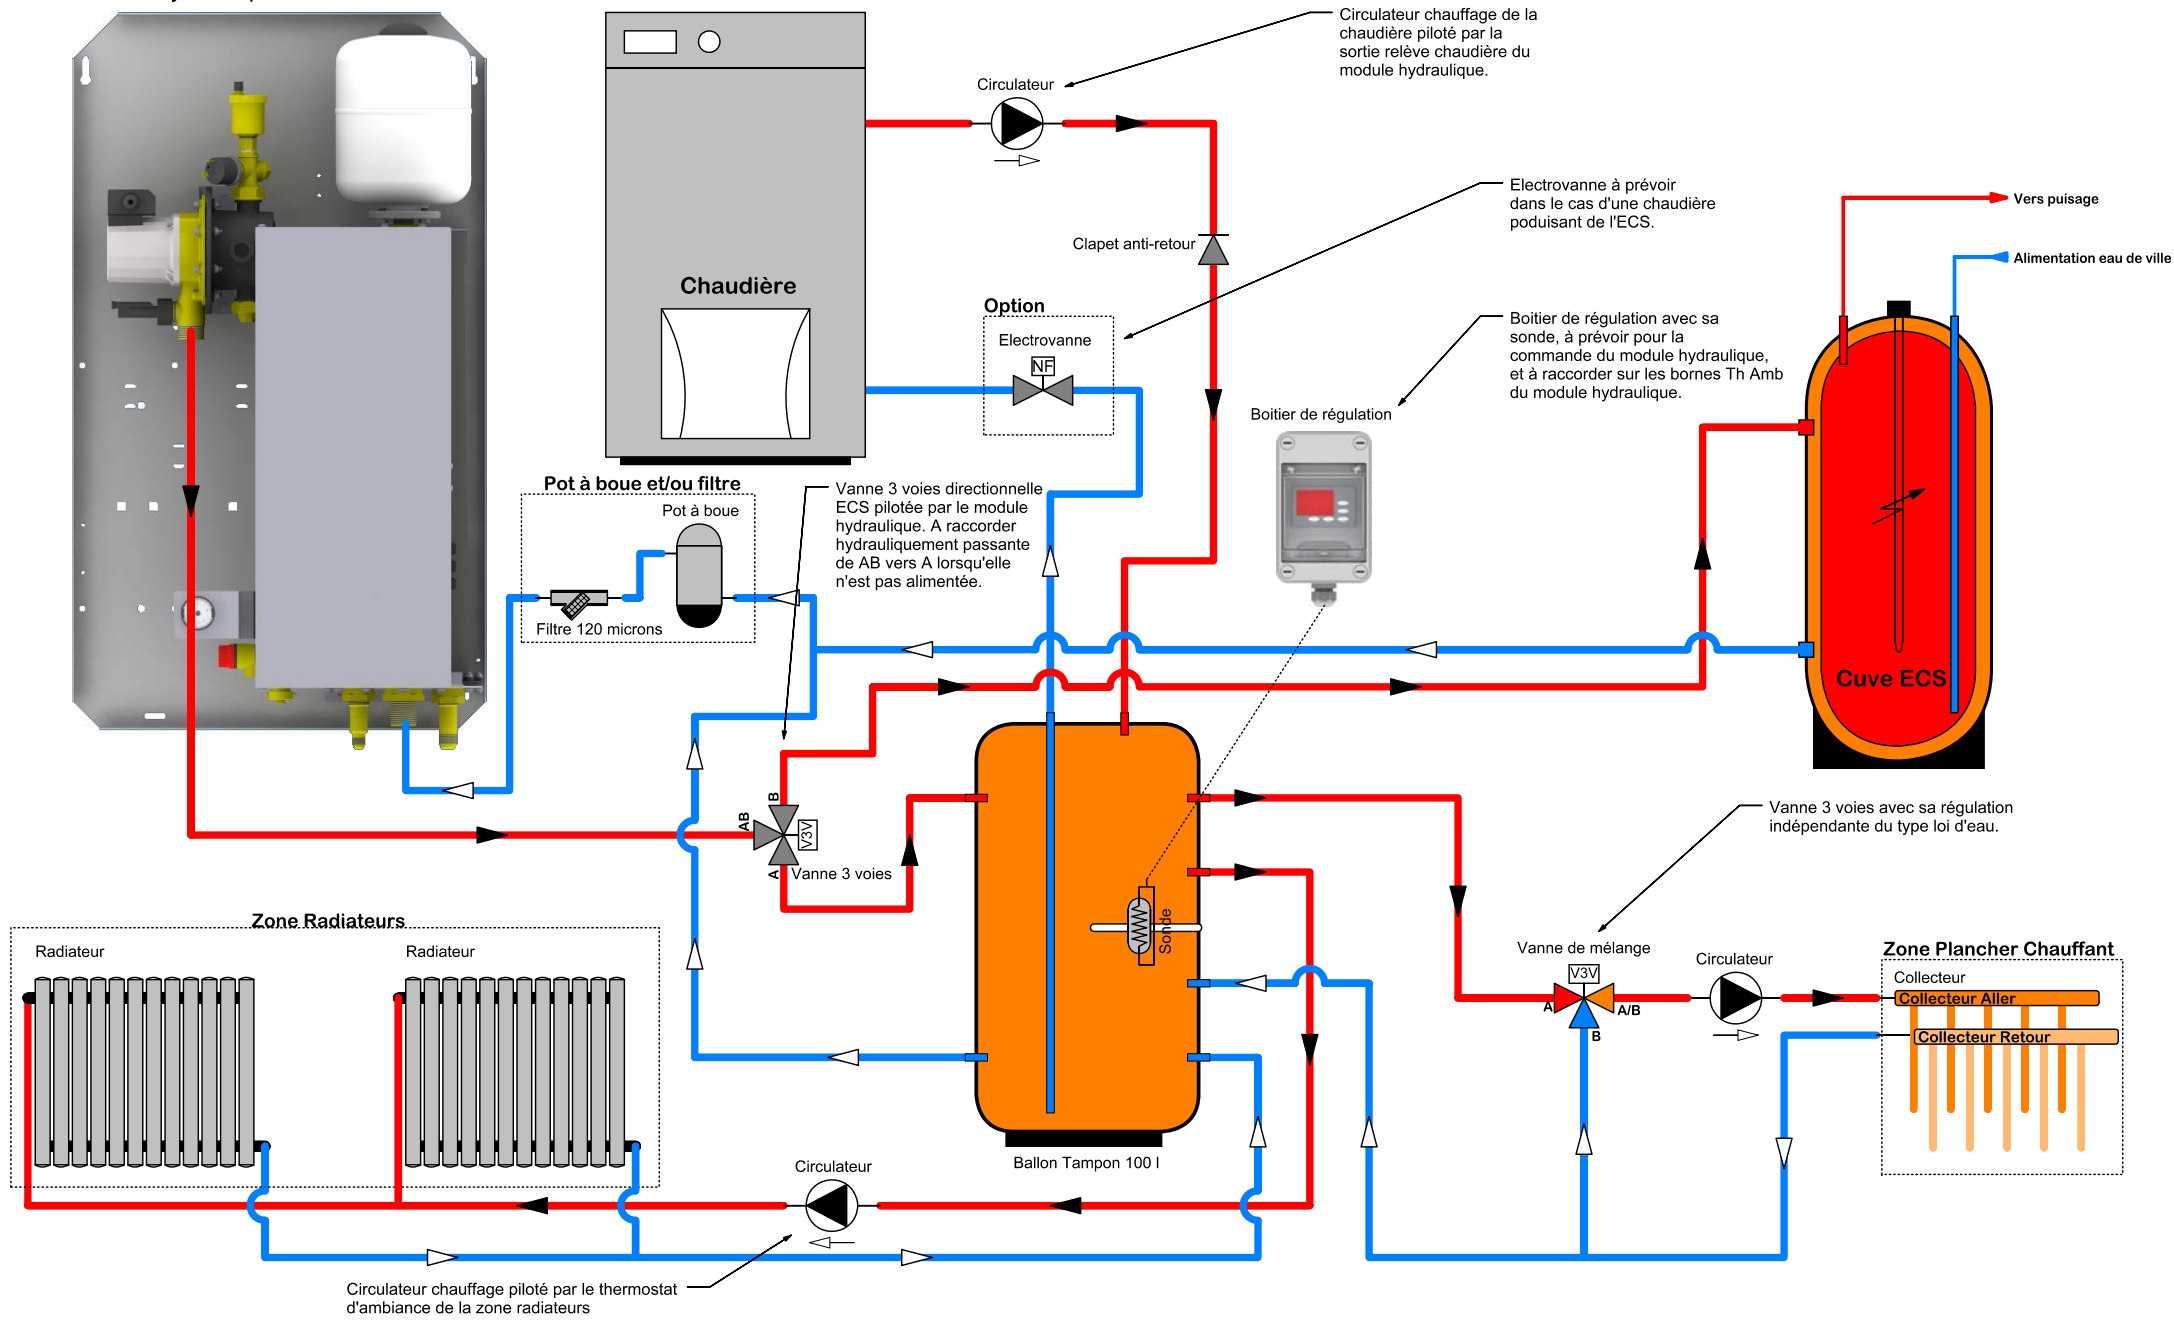 Circulateur chauffage de la
chaudière piloté par la
sortie relève chaudière du
module hydraulique.
Circulateur
Electrovanne à prévoir
dans le cas d'une chaudière
poduisant de l'ECS.
Vers puisage
Clapet anti-retour
Alimentation eau de ville
Chaudière
Option
Electrovanne
NF
Boitier de régulation avec sa
sonde, à prévoir pour la
commande du module hydraulique,
et à raccorder sur les bornes Th Amb
du module hydraulique.
Boitier de régulation
Pot à boue et/ou filtre
Pot à boue
Filtre 120 microns
Vanne 3 voies directionnelle
ECS pilotée par le module
hydraulique. A raccorder
hydrauliquement passante
de AB vers A lorsqu'elle
n'est pas alimentée.
Cuve ECS
B
AB
V3V
A
Vanne 3 voies
Vanne 3 voies avec sa régulation
indépendante du type loi d'eau.
Sonde
Zone Radiateurs
Radiateur
Radiateur
Vanne de mélange
V3V
A
A/B
B
Circulateur
Zone Plancher Chauffant
Collecteur
Collecteur Aller
Collecteur Retour
Ballon Tampon 100 l
Circulateur
Circulateur chauffage piloté par le thermostat
d'ambiance de la zone radiateurs